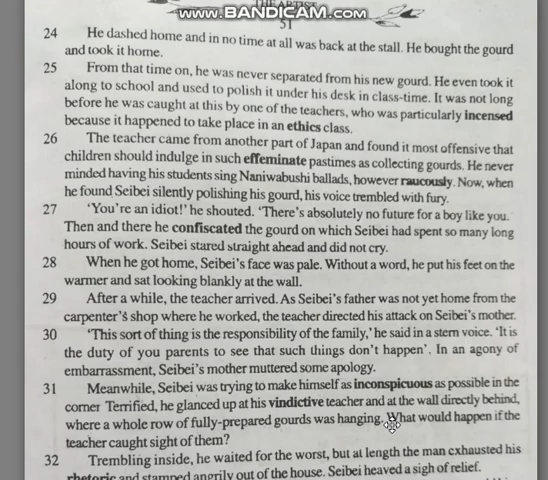 THE ARTIST
www.BANDICAM.com
51
24 He dashed home and in no time at all was back at the stall. He bought the gourd
and took it home.
25 From that time on, he was never separated from his new gourd. He even took it
along to school and used to polish it under his desk in class-time. It was not long
before he was caught at this by one of the teachers, who was particularly incensed
because it happened to take place in an ethics class.
26 The teacher came from another part of Japan and found it most offensive that
children should indulge in such effeminate pastimes as collecting gourds. He never
minded having his students sing Naniwabushi ballads, however raucously. Now, when
he found Seibei silently polishing his gourd, his voice trembled with fury.
27 ‘You're an idiot!’ he shouted. ‘There's absolutely no future for a boy like you.
Then and there he confiscated the gourd on which Seibei had spent so many long
hours of work. Seibei stared straight ahead and did not cry.
28 When he got home, Seibei's face was pale. Without a word, he put his feet on the
warmer and sat looking blankly at the wall.
29 After a while, the teacher arrived. As Seibei's father was not yet home from the
carpenter's shop where he worked, the teacher directed his attack on Seibei's mother.
30 ‘This sort of thing is the responsibility of the family,’ he said in a stern voice. ‘It is
the duty of you parents to see that such things don't happen’. In an agony of
embarrassment, Seibei's mother muttered some apology.
31 Meanwhile, Seibei was trying to make himself as inconspicuous as possible in the
corner Terrified, he glanced up at his vindictive teacher and at the wall directly behind,
where a whole row of fully-prepared gourds was hanging. What would happen if the
teacher caught sight of them?
32 Trembling inside, he waited for the worst, but at length the man exhausted his
rhetoric and stamped angrily out of the house. Seibei heaved a sigh of relief.